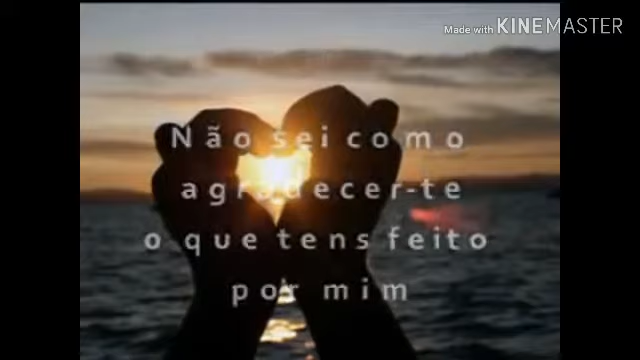 Made with KINEMASTER
Não sei como
agradecer-te
o que tens feito
por mim